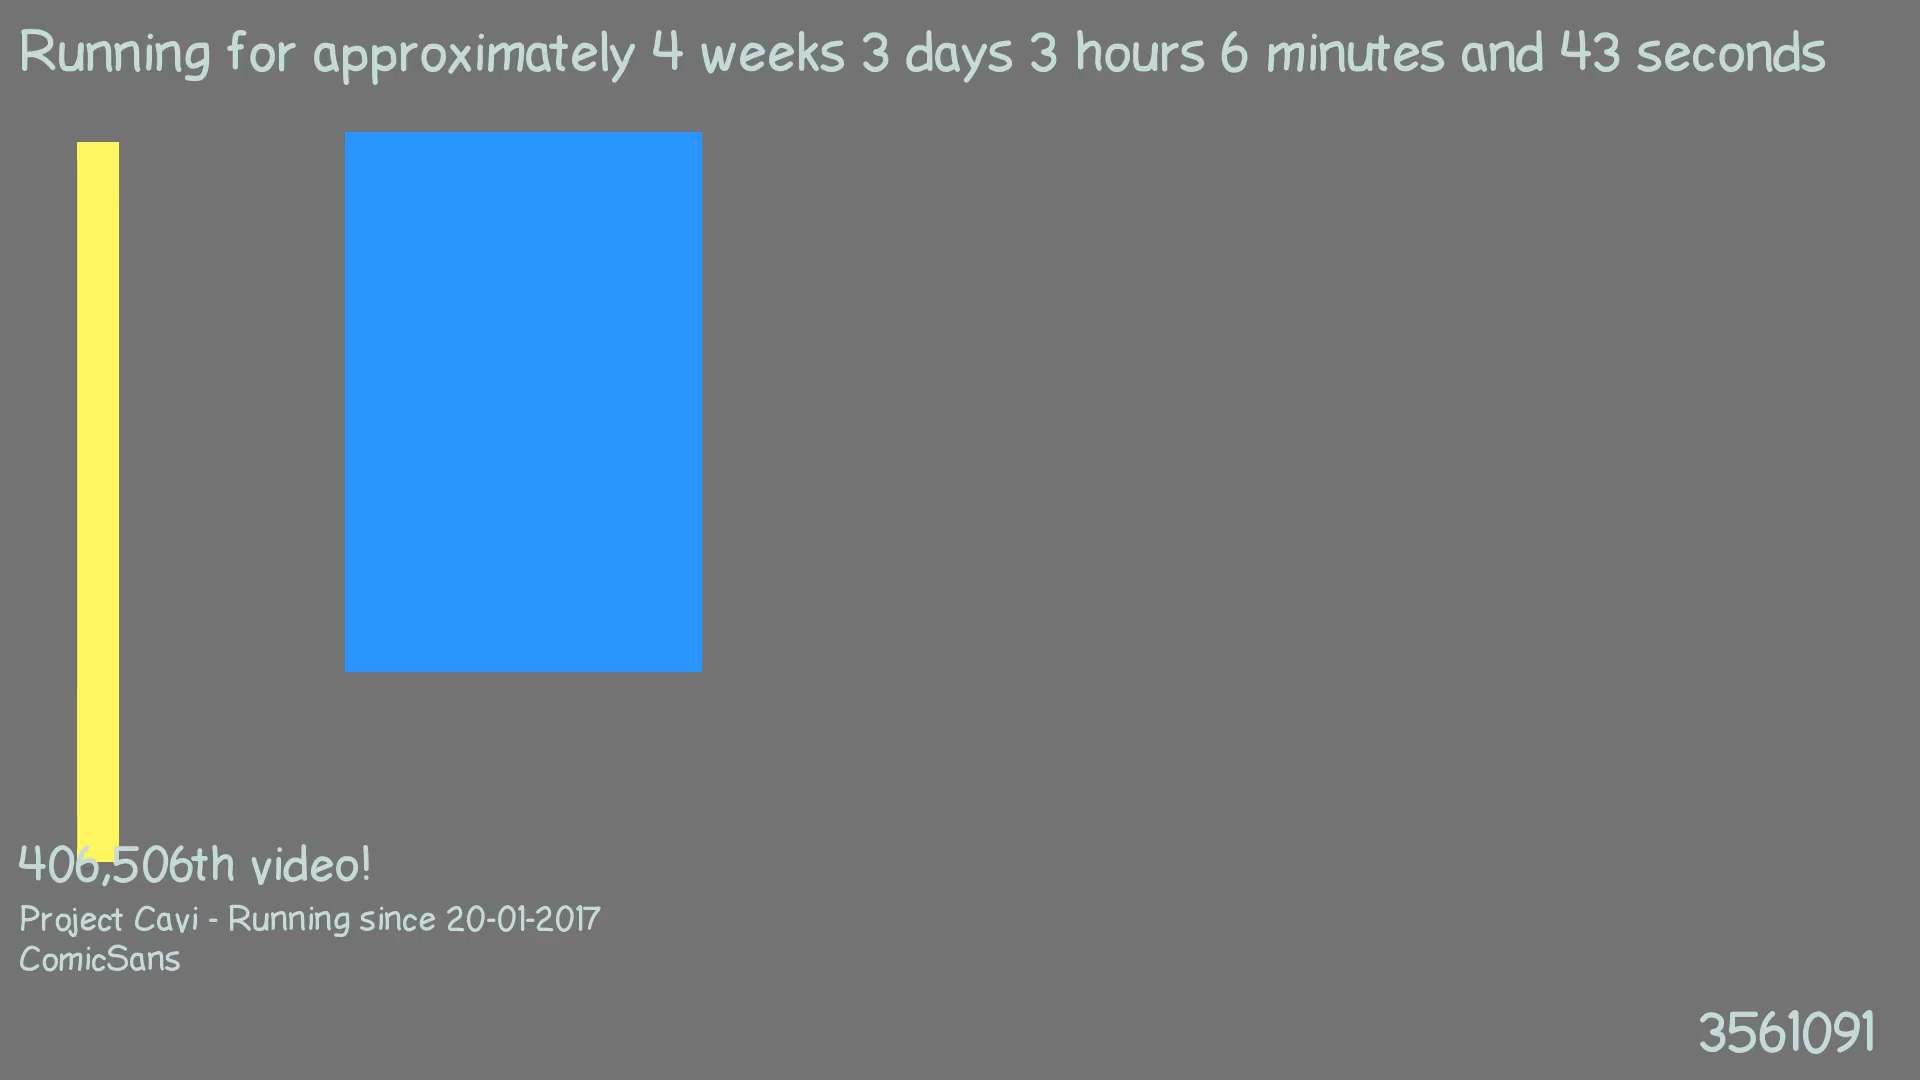 Running for approximately 4 weeks 3 days 3 hours 6 minutes and 43 seconds
406,506th video!
Project Cavi - Running since 20-01-2017
ComicSans
3561091